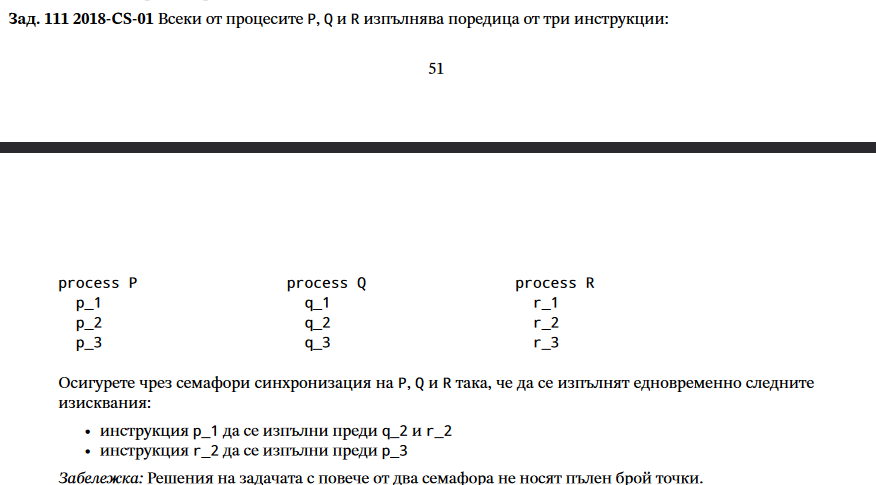 Зад. 111 2018-CS-01 Всеки от процесите P, Q и R изпълнява поредица от три инструкции:
51
process P process Q process R
p_1 q_1 r_1
p_2 q_2 r_2
p_3 q_3 r_3
Осигурете чрез семафори синхронизация на P, Q и R така, че да се изпълнят едновременно следните
изисквания:
• инструкция p_1 да се изпълни преди q_2 и r_2
• инструкция r_2 да се изпълни преди p_3
Забележка: Решения на задачата с повече от два семафора не носят пълен брой точки.